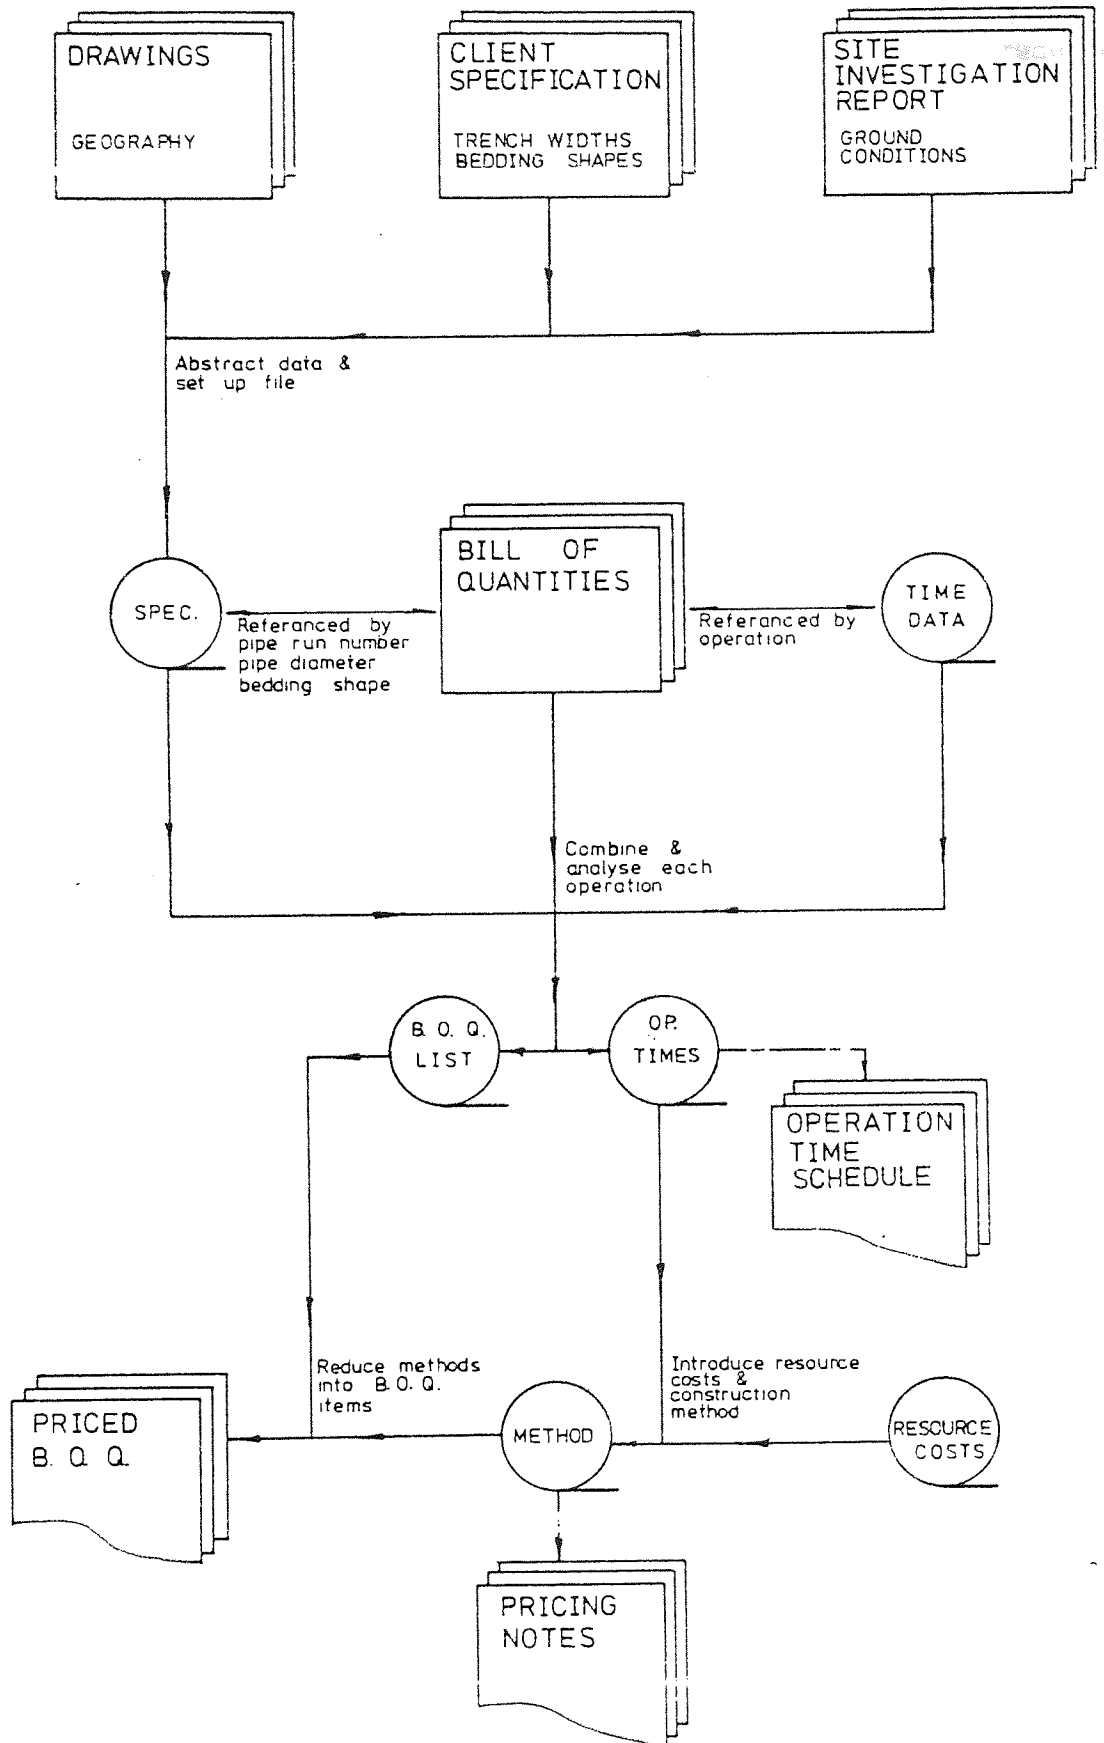 DRAWINGS
GEOGRAPHY
CLIENT
SPECIFICATION
TRENCH WIDTHS
BEDDING SHAPES
SITE
INVESTIGATION
REPORT
GROUND
CONDITIONS
Abstract data &
set up file
SPEC.
Referanced by
pipe run number
pipe diameter
bedding shape
BILL OF
QUANTITIES
Referanced by
operation
TIME
DATA
Combine &
analyse each
operation
B. O. Q.
LIST
OP.
TIMES
OPERATION
TIME
SCHEDULE
Reduce methods
into B.O.Q.
items
Introduce resource
costs &
construction
method
PRICED
B. O. Q.
METHOD
RESOURCE
COSTS
PRICING
NOTES